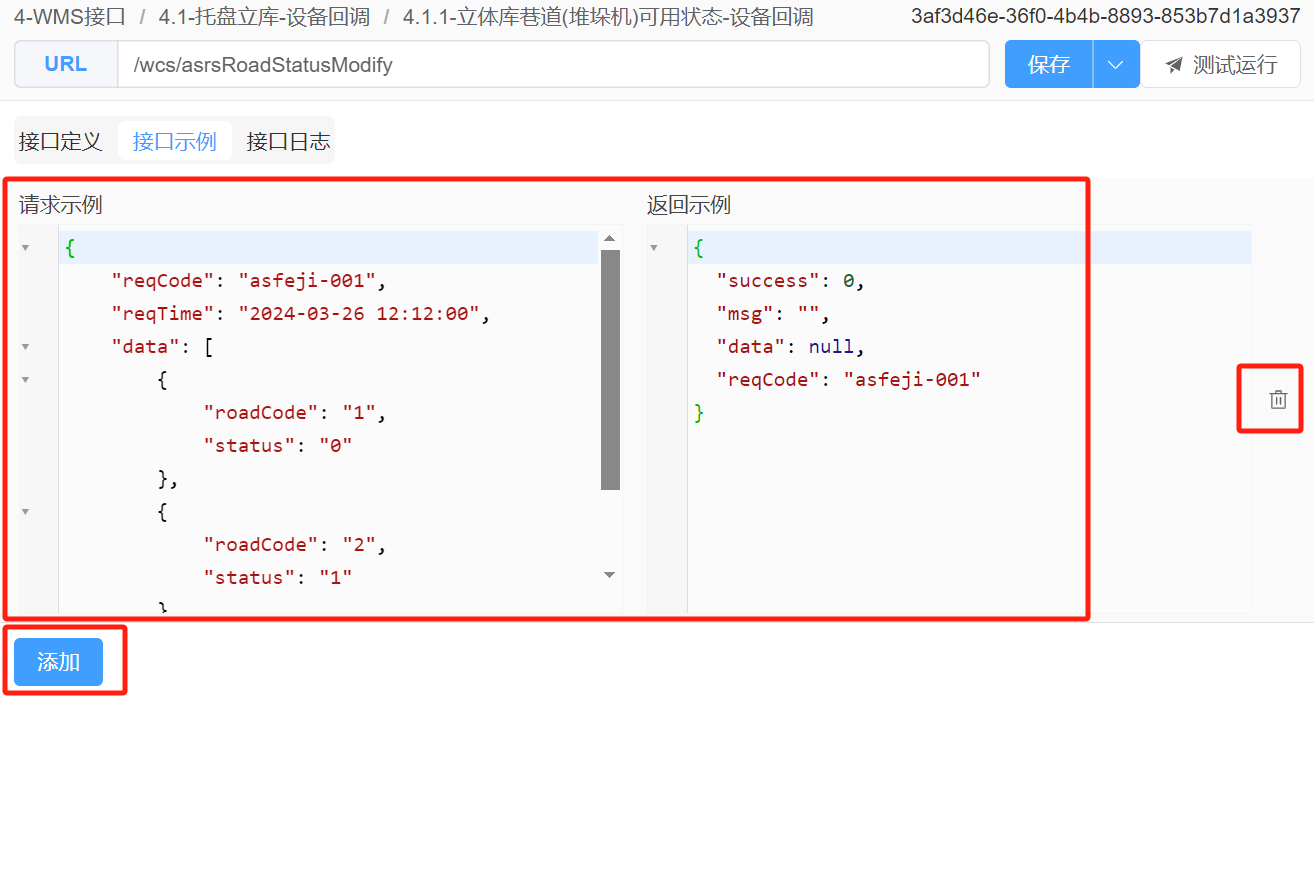 4-WMS接口 / 4.1-托盘立库-设备回调 / 4.1.1-立体库巷道(堆垛机)可用状态-设备回调 3af3d46e-36f0-4b4b-8893-853b7d1a3937
URL /wcs/asrsRoadStatusModify 保存 测试运行
接口定义 接口示例 接口日志
请求示例
{
"reqCode": "asfeji-001",
"reqTime": "2024-03-26 12:12:00",
"data": [
{
"roadCode": "1",
"status": "0"
},
{
"roadCode": "2",
"status": "1"
}
返回示例
{
"success": 0,
"msg": "",
"data": null,
"reqCode": "asfeji-001"
}
添加